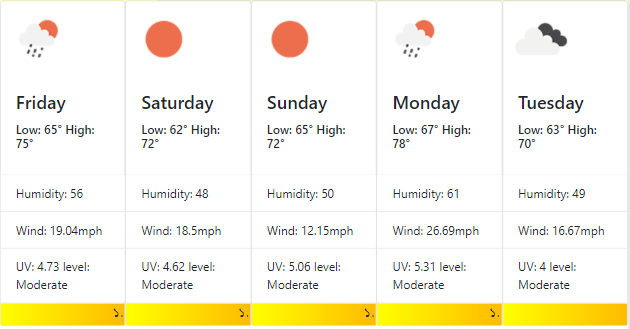 Friday
Low: 65° High:
75°
Humidity: 56
Wind: 19.04mph
UV: 4.73 level:
Moderate
Saturday
Low: 62° High:
72°
Humidity: 48
Wind: 18.5mph
UV: 4.62 level:
Moderate
Sunday
Low: 65° High:
72°
Humidity: 50
Wind: 12.15mph
UV: 5.06 level:
Moderate
Monday
Low: 67° High:
78°
Humidity: 61
Wind: 26.69mph
UV: 5.31 level:
Moderate
Tuesday
Low: 63° High:
70°
Humidity: 49
Wind: 16.67mph
UV: 4 level:
Moderate